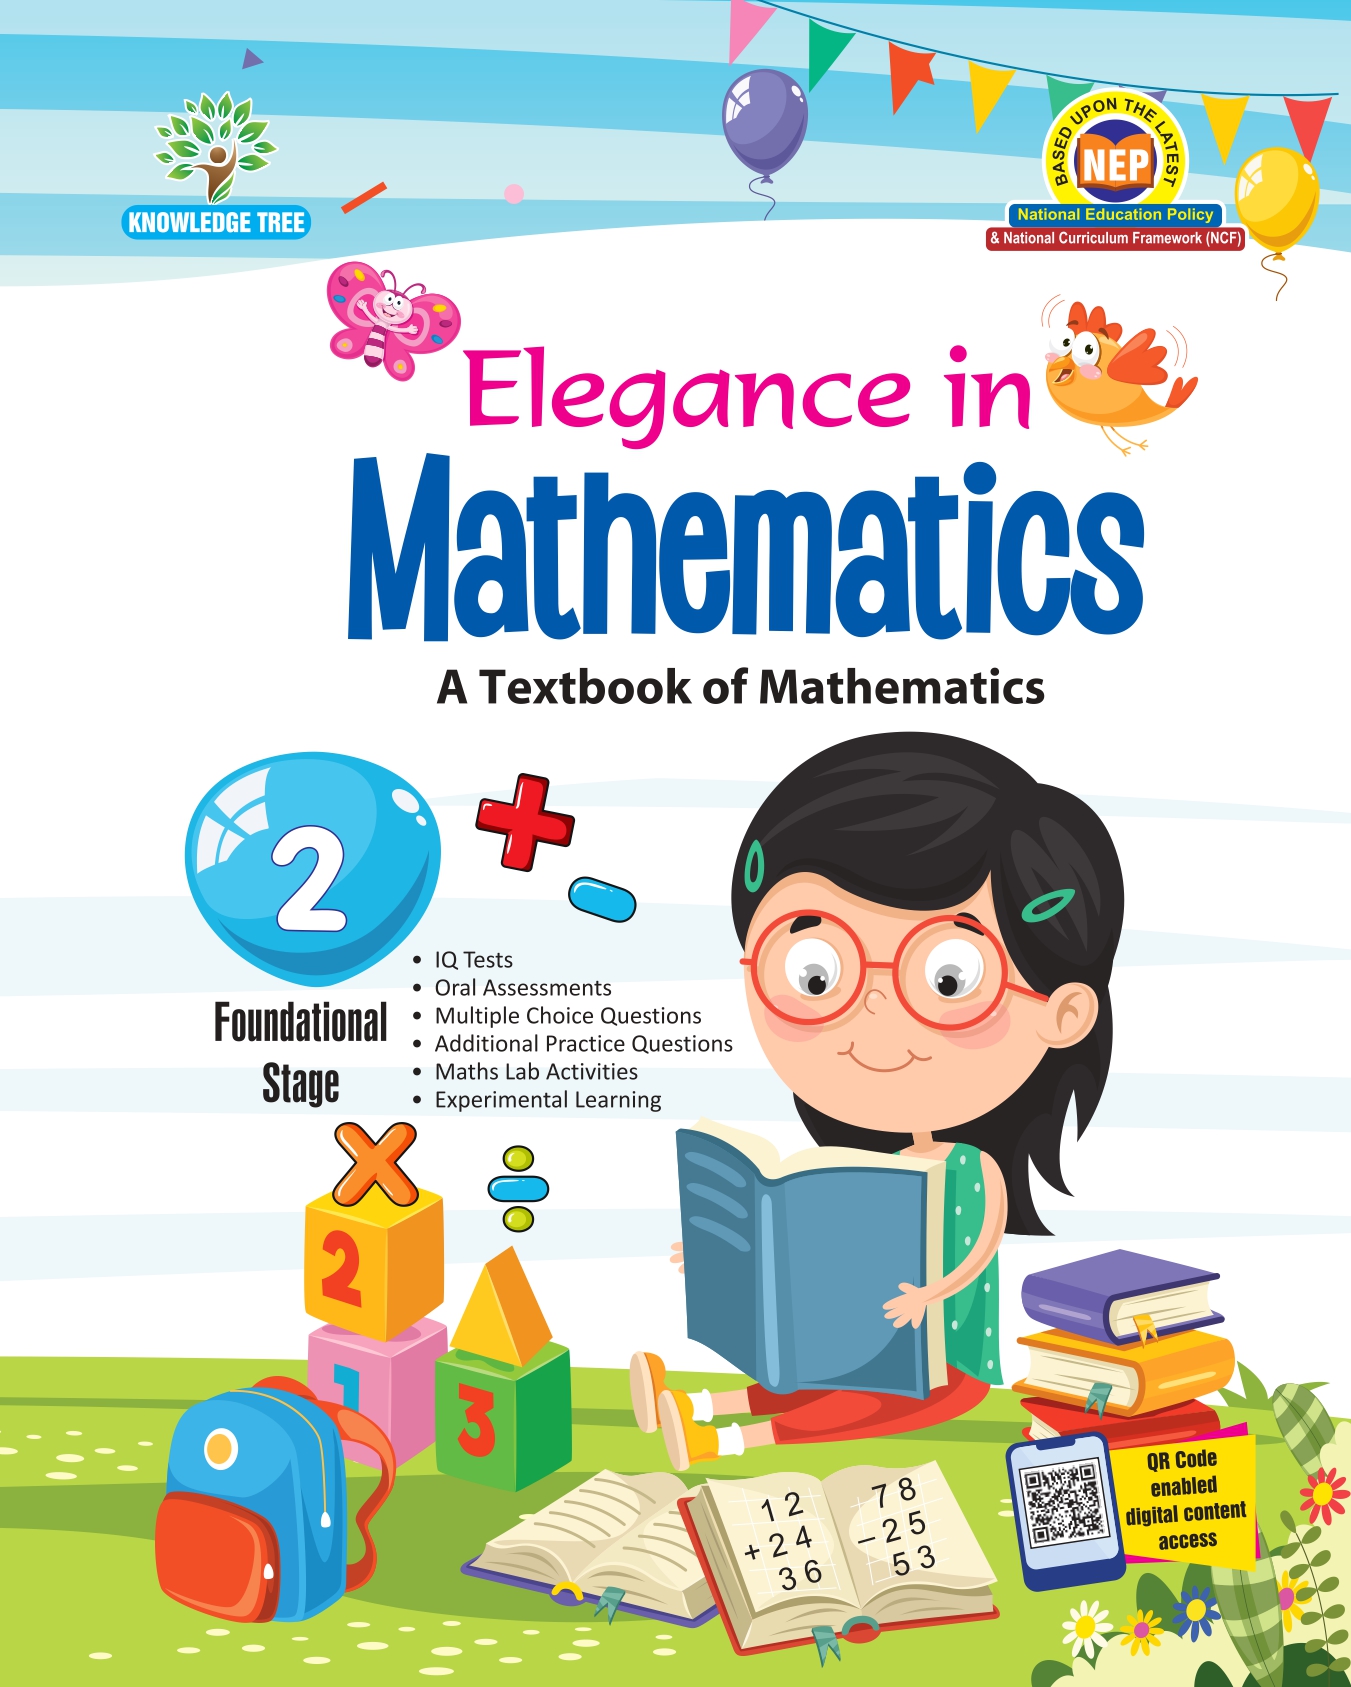 KNOWLEDGE TREE
BASED UPON THE LATEST
NEP
National Education Policy
& National Curriculum Framework (NCF)
Elegance in
Mathematics
A Textbook of Mathematics
2
Foundational
Stage
• IQ Tests
• Oral Assessments
• Multiple Choice Questions
• Additional Practice Questions
• Maths Lab Activities
• Experimental Learning
2
1
3
12
+24
36
78
-25
53
QR Code
enabled
digital content
access